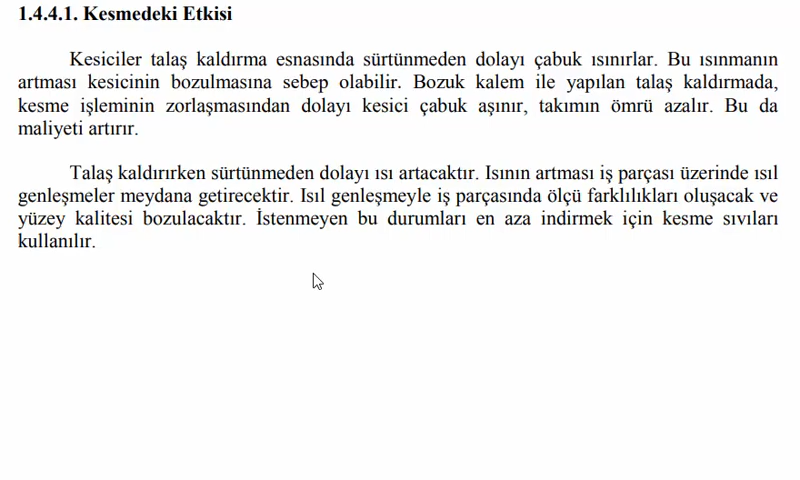 1.4.4.1. Kesmedeki Etkisi
Kesiciler talaş kaldırma esnasında sürtünmeden dolayı çabuk ısınırlar. Bu ısınmanın
artması kesicinin bozulmasına sebep olabilir. Bozuk kalem ile yapılan talaş kaldırmada,
kesme işleminin zorlaşmasından dolayı kesici çabuk aşınır, takımın ömrü azalır. Bu da
maliyeti artırır.
Talaş kaldırırken sürtünmeden dolayı ısı artacaktır. Isının artması iş parçası üzerinde ısıl
genleşmeler meydana getirecektir. Isıl genleşmeyle iş parçasında ölçü farklılıkları oluşacak ve
yüzey kalitesi bozulacaktır. İstenmeyen bu durumları en aza indirmek için kesme sıvıları
kullanılır.